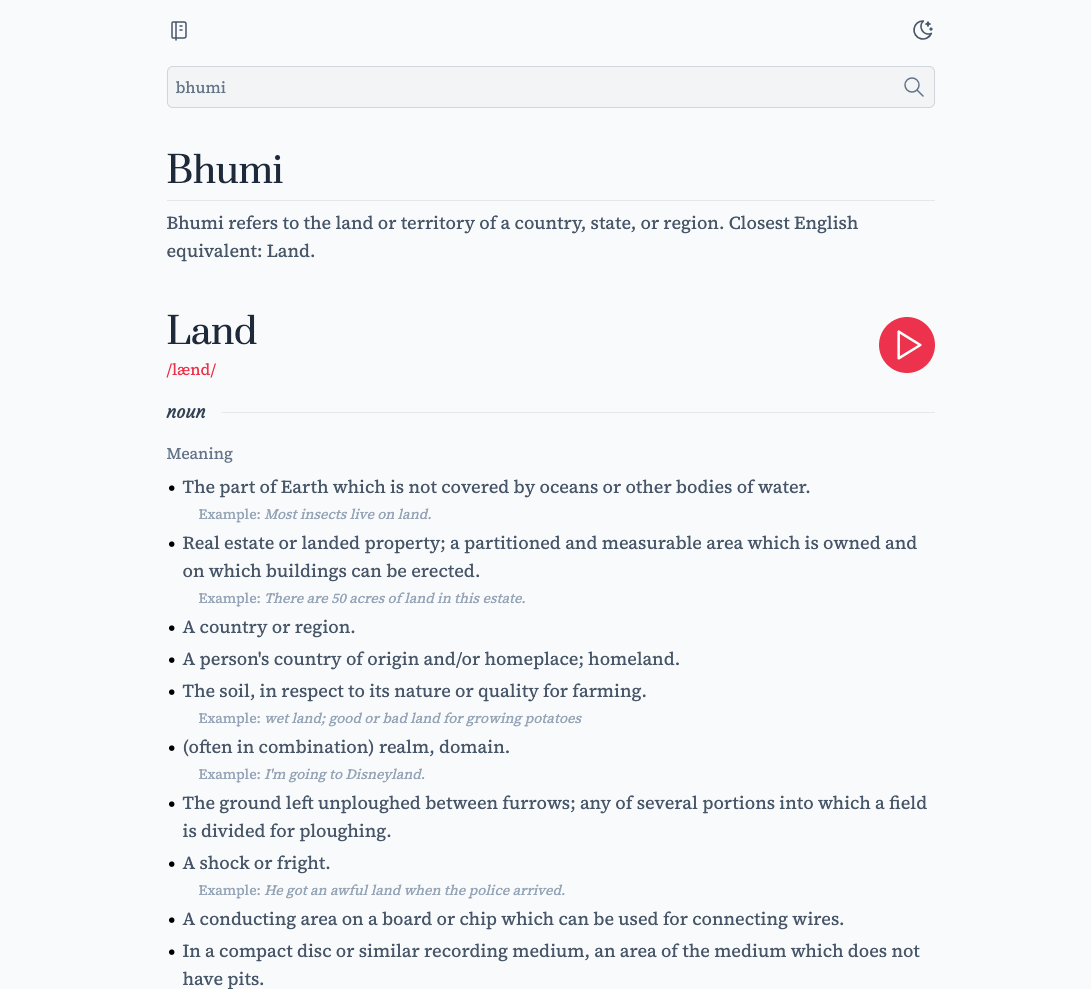 bhumi
Bhumi
Bhumi refers to the land or territory of a country, state, or region. Closest English
equivalent: Land.
Land
/lænd/
noun
Meaning
• The part of Earth which is not covered by oceans or other bodies of water.
Example: Most insects live on land.
• Real estate or landed property; a partitioned and measurable area which is owned and
on which buildings can be erected.
Example: There are 50 acres of land in this estate.
• A country or region.
• A person's country of origin and/or homeplace; homeland.
• The soil, in respect to its nature or quality for farming.
Example: wet land; good or bad land for growing potatoes
• (often in combination) realm, domain.
Example: I'm going to Disneyland.
• The ground left unploughed between furrows; any of several portions into which a field
is divided for ploughing.
• A shock or fright.
Example: He got an awful land when the police arrived.
• A conducting area on a board or chip which can be used for connecting wires.
• In a compact disc or similar recording medium, an area of the medium which does not
have pits.